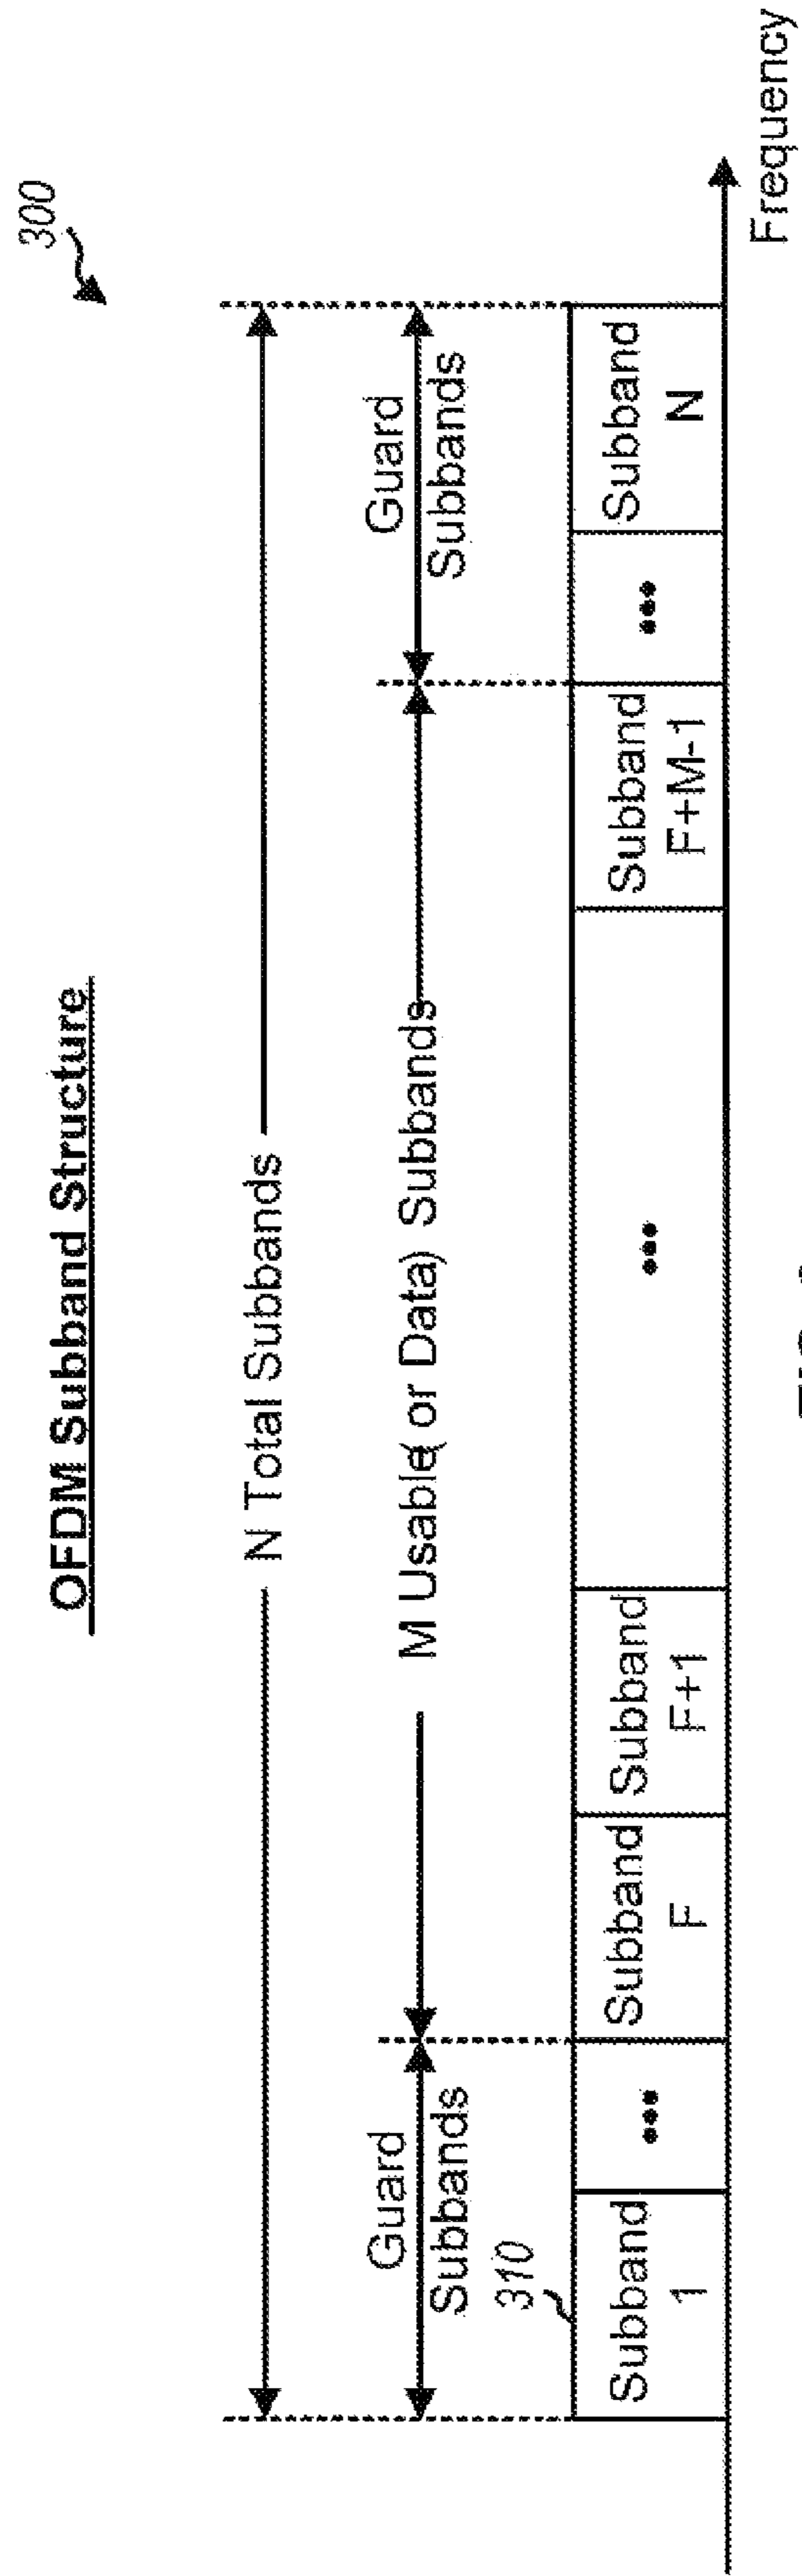 OFDM Subband Structure
300
N Total Subbands
Guard
Subbands
M Usable( or Data) Subbands
Guard
Subbands
310
Subband
1
•••
Subband
F
Subband
F+1
•••
Subband
F+M-1
•••
Subband
N
Frequency